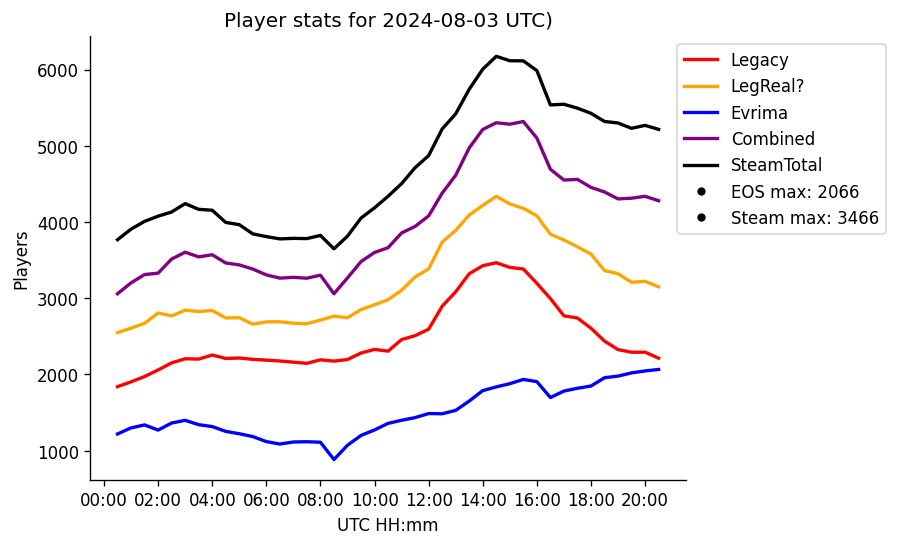 Player stats for 2024-08-03 UTC)
6000
5000
4000
3000
2000
1000
Players
00:00 02:00 04:00 06:00 08:00 10:00 12:00 14:00 16:00 18:00 20:00
UTC HH:mm
Legacy
LegReal?
Evrima
Combined
SteamTotal
EOS max: 2066
Steam max: 3466